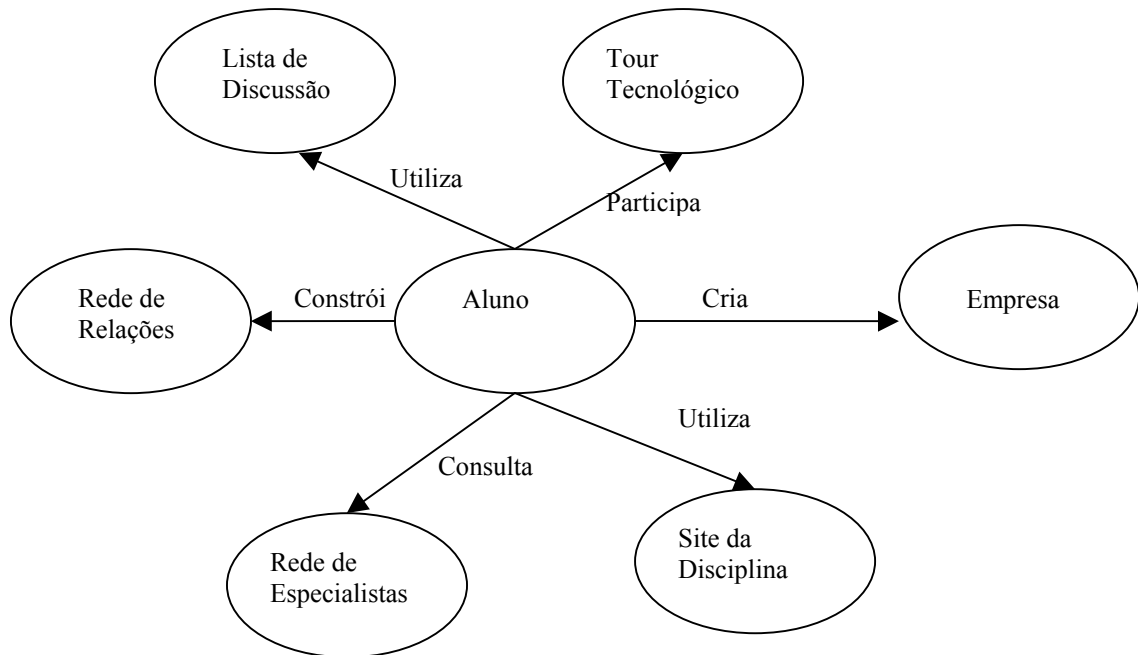 Lista de
Discussão
Tour
Tecnológico
Utiliza
Participa
Rede de
Relações
Constrói
Aluno
Cria
Empresa
Utiliza
Consulta
Rede de
Especialistas
Site da
Disciplina